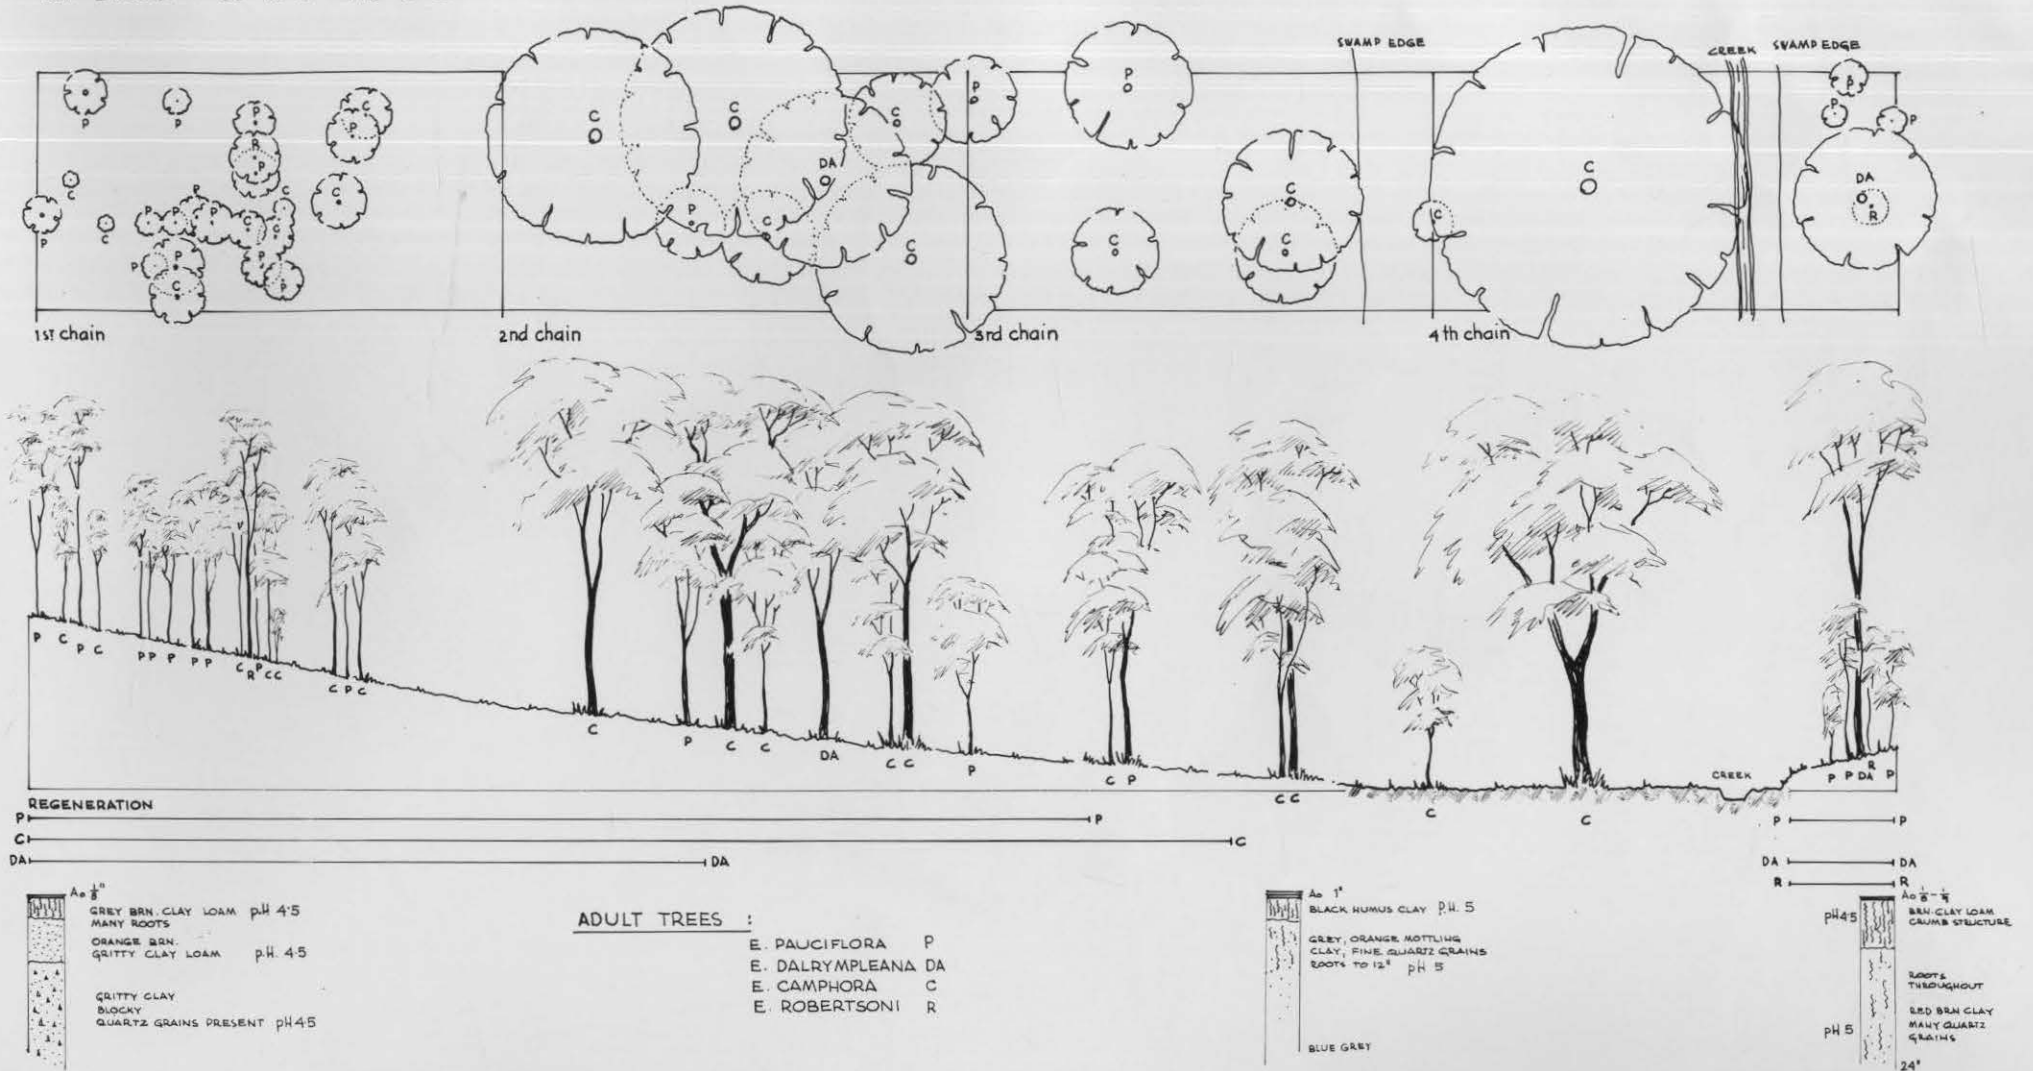 SWAMP EDGE
CREEK
SWAMP EDGE
P
P
P
R
P
C
P
C
C
P
C
P
P
P
C
C
C
P
P
C
P
P
C
C
P
C
DA
C
C
P
P
C
C
C
C
C
P
P
P
DA
R
1ST chain
2nd chain
3rd chain
4th chain
P C P C P P P P P C R P C C C P C
C
P C C DA C C P C P C C C C
CREEK
P P DA R P
REGENERATION
P P
C C
DA DA
P P
DA DA
R R
Ao ⅛"
GREY BRN. CLAY LOAM p.H 4·5
MANY ROOTS
ORANGE BRN.
GRITTY CLAY LOAM p.H. 4·5
GRITTY CLAY
BLOCKY
QUARTZ GRAINS PRESENT pH 4·5
ADULT TREES :
E. PAUCIFLORA P
E. DALRYMPLEANA DA
E. CAMPHORA C
E. ROBERTSONI R
Ao 1"
BLACK HUMUS CLAY P.H. 5
GREY, ORANGE MOTTLING
CLAY, FINE QUARTZ GRAINS
ROOTS TO 12" pH 5
BLUE GREY
Ao ⅛-¼
pH 4·5
BRN. CLAY LOAM
CRUMB STRUCTURE
ROOTS
THROUGHOUT
RED BRN CLAY
pH 5
MANY QUARTZ
GRAINS
24"